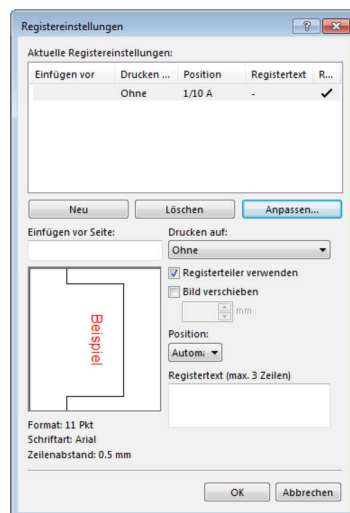 Registereinstellungen
Aktuelle Registereinstellungen:
Einfügen vor Drucken ... Position Registertext R...
Ohne 1/10 A -
Neu Löschen Anpassen...
Einfügen vor Seite: Drucken auf:
Ohne
Registerteiler verwenden
Bild verschieben
mm
Beispiel
Position:
Autom:
Registertext (max. 3 Zeilen)
Format: 11 Pkt
Schriftart: Arial
Zeilenabstand: 0.5 mm
OK Abbrechen